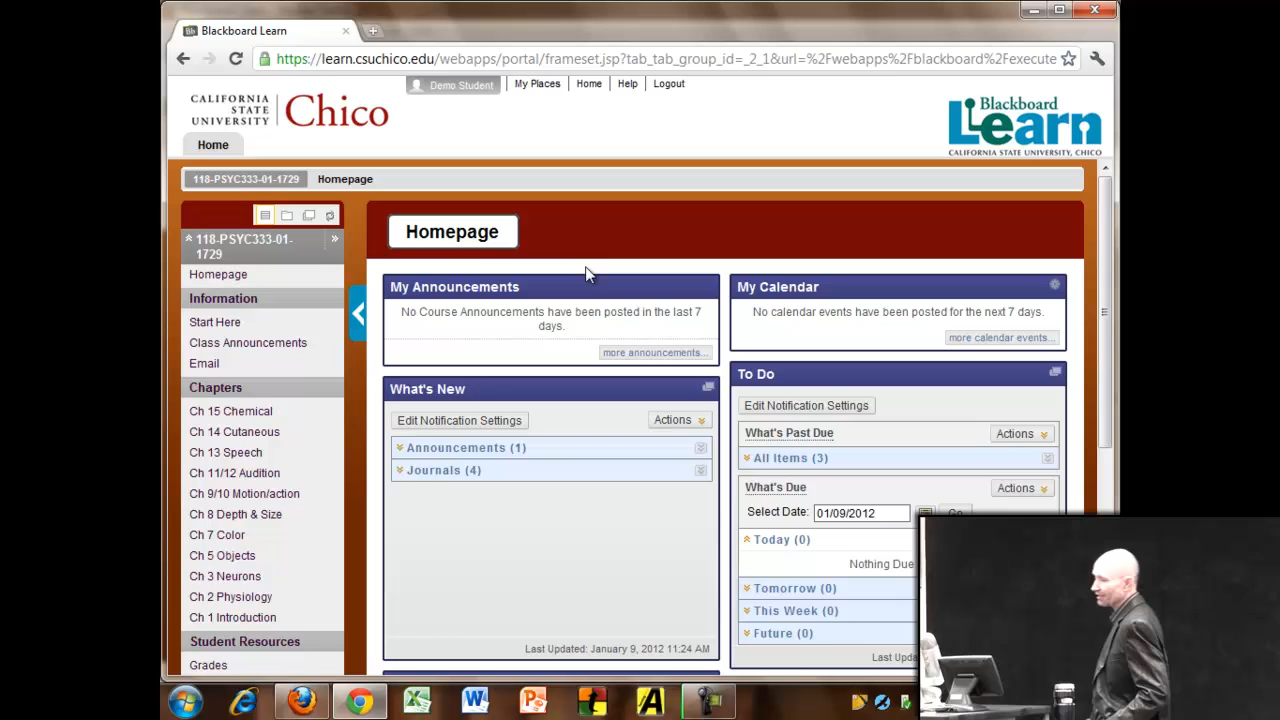 Blackboard Learn
https://learn.csuchico.edu/webapps/portal/frameset.jsp?tab_tab_group_id=_2_1&url=%2Fwebapps%2Fblackboard%2Fexecute
Demo Student My Places Home Help Logout
CALIFORNIA
STATE
UNIVERSITY
Chico
Blackboard
Learn
CALIFORNIA STATE UNIVERSITY, CHICO
Home
118-PSYC333-01-1729 Homepage
118-PSYC333-01-
1729
Homepage
Information
Start Here
Class Announcements
Email
Chapters
Ch 15 Chemical
Ch 14 Cutaneous
Ch 13 Speech
Ch 11/12 Audition
Ch 9/10 Motion/action
Ch 8 Depth & Size
Ch 7 Color
Ch 5 Objects
Ch 3 Neurons
Ch 2 Physiology
Ch 1 Introduction
Student Resources
Grades
Homepage
My Announcements
No Course Announcements have been posted in the last 7
days.
more announcements...
What's New
Edit Notification Settings Actions
Announcements (1)
Journals (4)
Last Updated: January 9, 2012 11:24 AM
My Calendar
No calendar events have been posted for the next 7 days.
more calendar events...
To Do
Edit Notification Settings
What's Past Due Actions
All Items (3)
What's Due Actions
Select Date: 01/09/2012
Today (0)
Nothing Due
Tomorrow (0)
This Week (0)
Future (0)
Last Upda